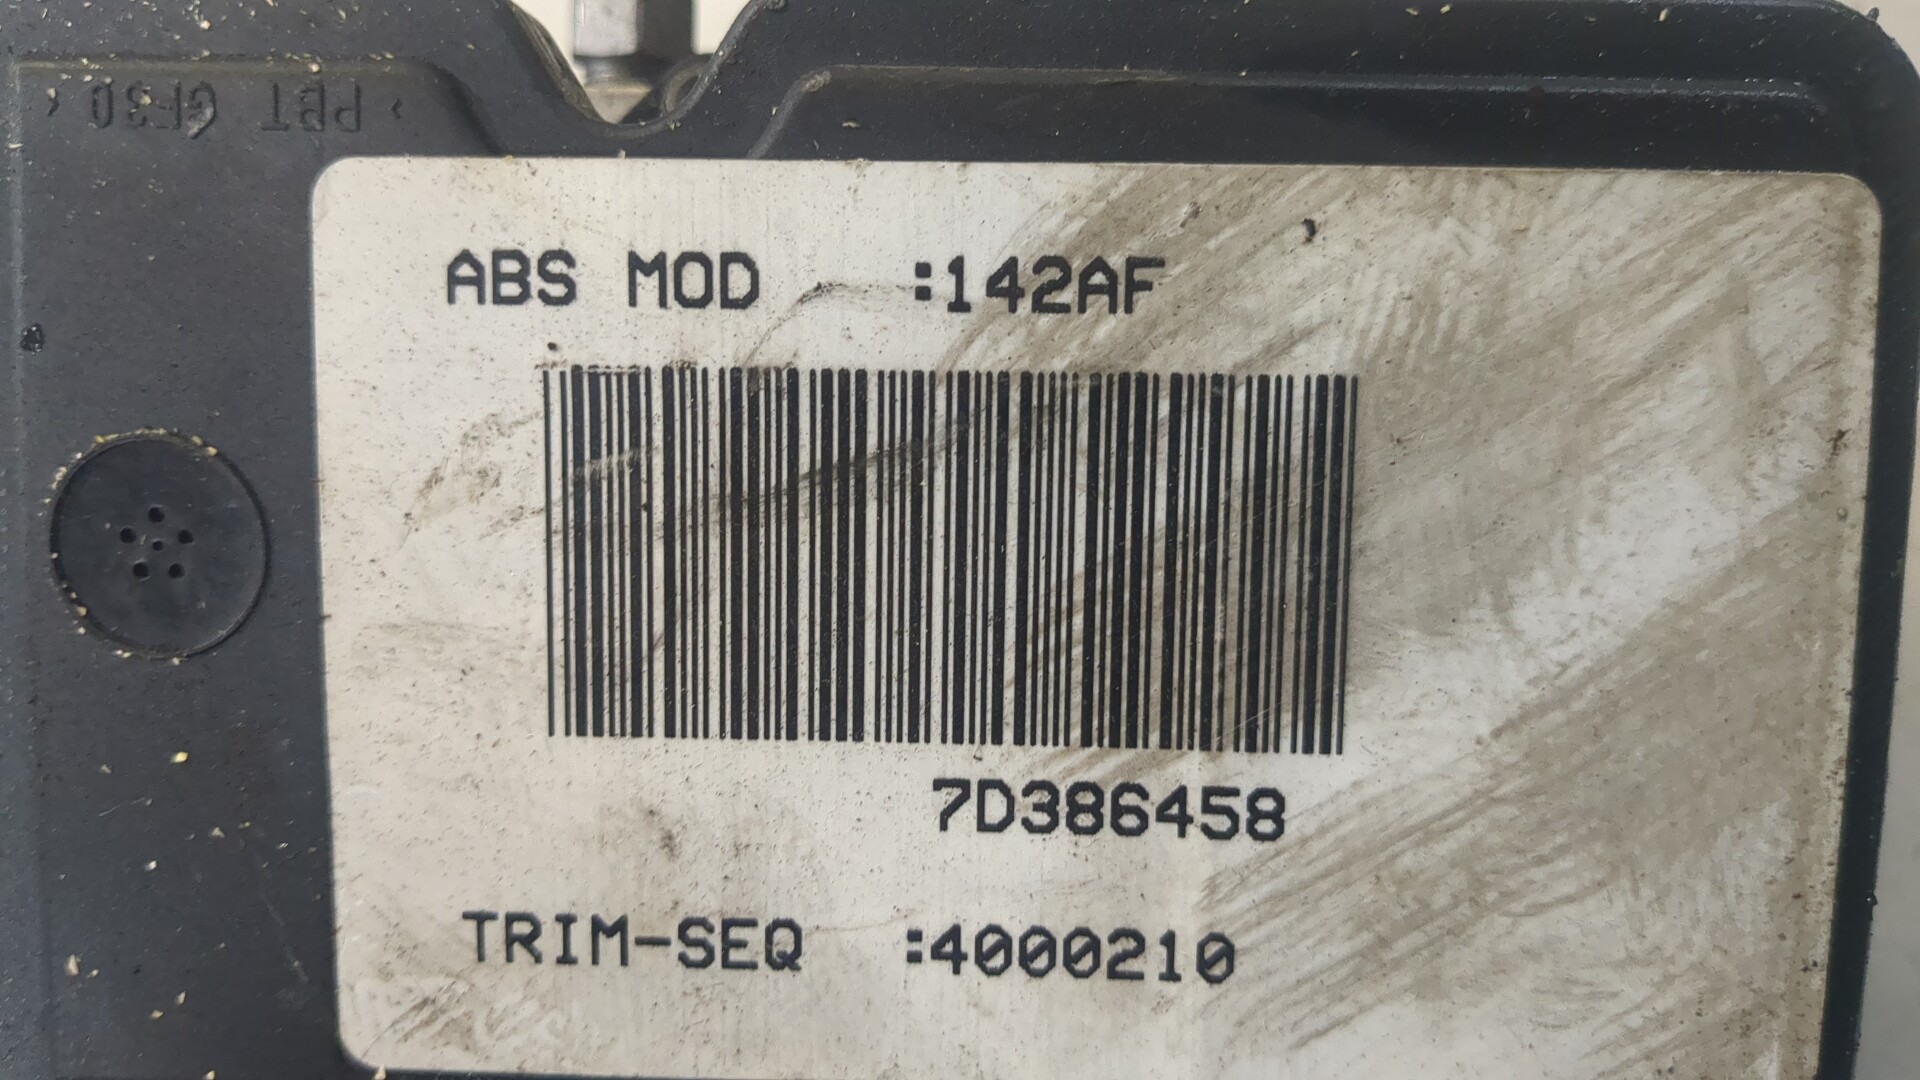 >PBT GF30<
ABS MOD :142AF
7D386458
TRIM-SEQ :4000210